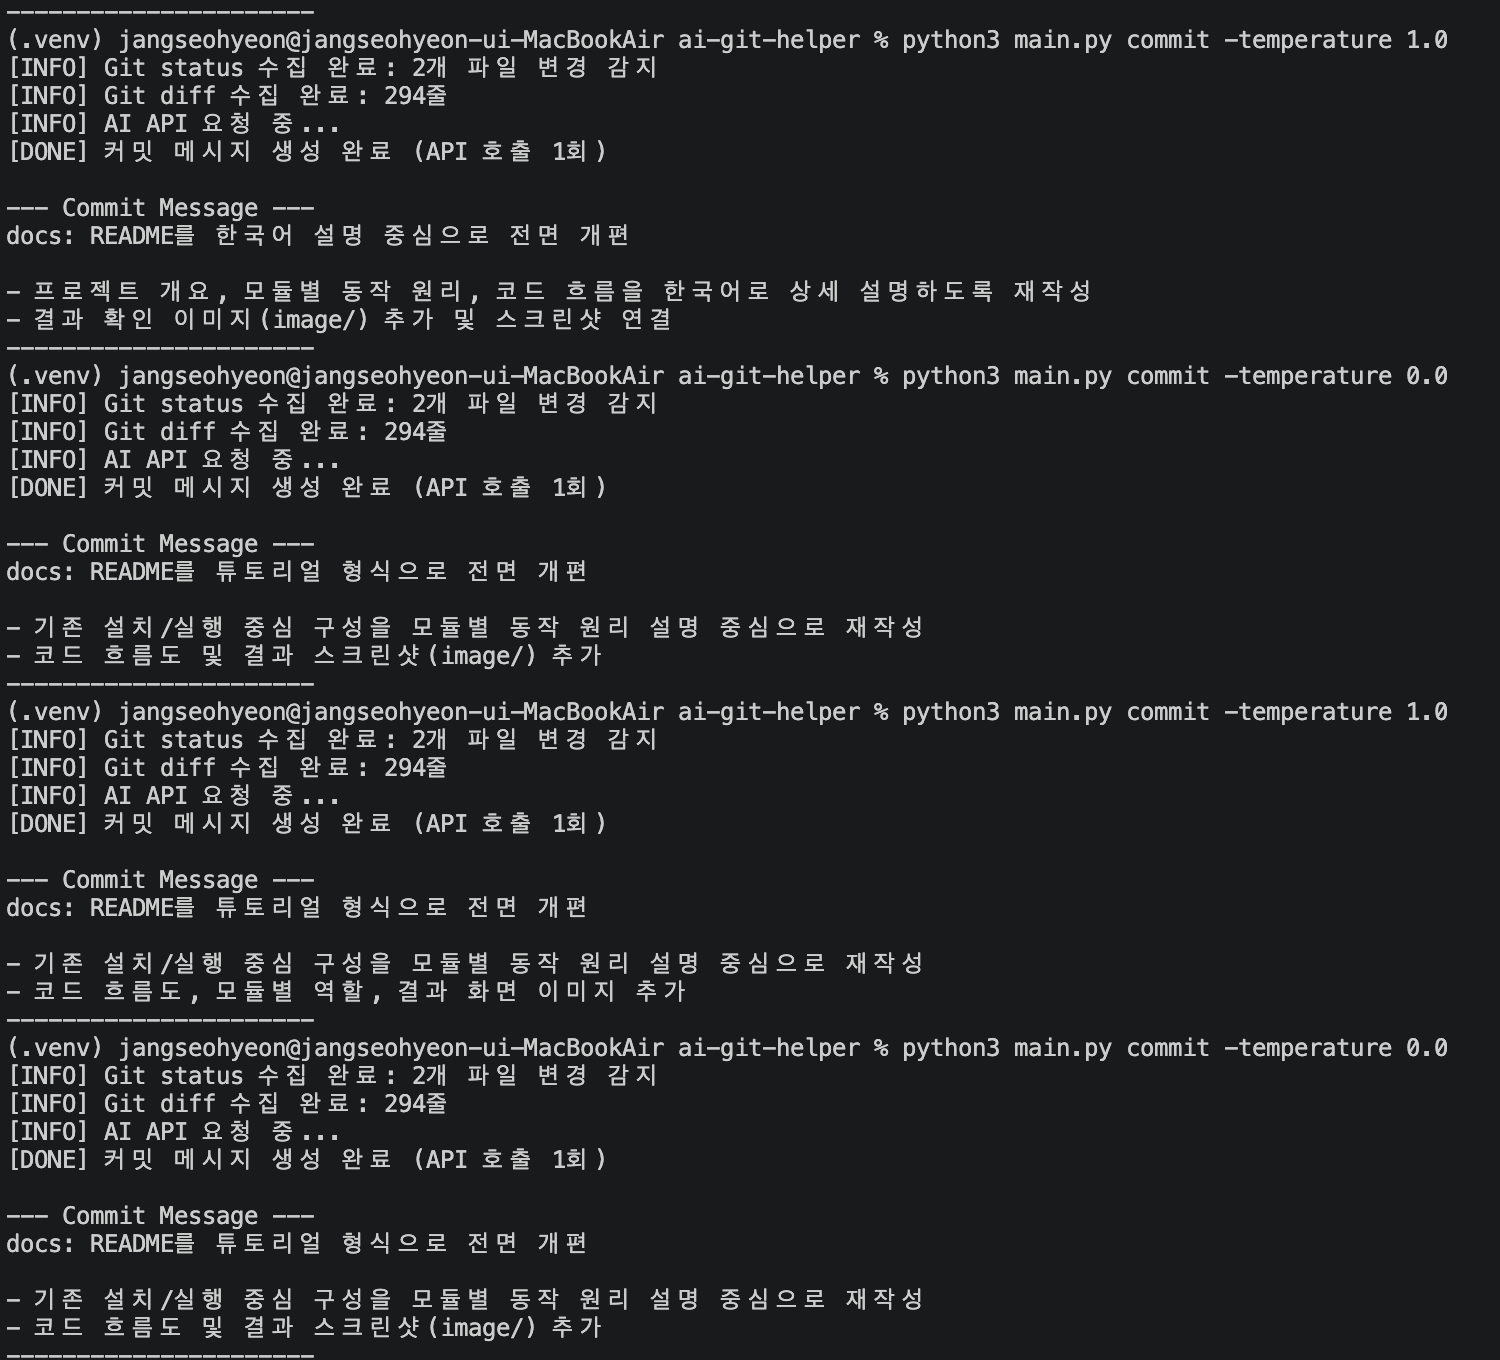 ----------------------
(.venv) jangseohyeon@jangseohyeon-ui-MacBookAir ai-git-helper % python3 main.py commit -temperature 1.0
[INFO] Git status 수집 완료: 2개 파일 변경 감지
[INFO] Git diff 수집 완료: 294줄
[INFO] AI API 요청 중...
[DONE] 커밋 메시지 생성 완료 (API 호출 1회)

--- Commit Message ---
docs: README를 한국어 설명 중심으로 전면 개편

- 프로젝트 개요, 모듈별 동작 원리, 코드 흐름을 한국어로 상세 설명하도록 재작성
- 결과 확인 이미지(image/) 추가 및 스크린샷 연결
----------------------
(.venv) jangseohyeon@jangseohyeon-ui-MacBookAir ai-git-helper % python3 main.py commit -temperature 0.0
[INFO] Git status 수집 완료: 2개 파일 변경 감지
[INFO] Git diff 수집 완료: 294줄
[INFO] AI API 요청 중...
[DONE] 커밋 메시지 생성 완료 (API 호출 1회)

--- Commit Message ---
docs: README를 튜토리얼 형식으로 전면 개편

- 기존 설치/실행 중심 구성을 모듈별 동작 원리 설명 중심으로 재작성
- 코드 흐름도 및 결과 스크린샷(image/) 추가
----------------------
(.venv) jangseohyeon@jangseohyeon-ui-MacBookAir ai-git-helper % python3 main.py commit -temperature 1.0
[INFO] Git status 수집 완료: 2개 파일 변경 감지
[INFO] Git diff 수집 완료: 294줄
[INFO] AI API 요청 중...
[DONE] 커밋 메시지 생성 완료 (API 호출 1회)

--- Commit Message ---
docs: README를 튜토리얼 형식으로 전면 개편

- 기존 설치/실행 중심 구성을 모듈별 동작 원리 설명 중심으로 재작성
- 코드 흐름도, 모듈별 역할, 결과 화면 이미지 추가
----------------------
(.venv) jangseohyeon@jangseohyeon-ui-MacBookAir ai-git-helper % python3 main.py commit -temperature 0.0
[INFO] Git status 수집 완료: 2개 파일 변경 감지
[INFO] Git diff 수집 완료: 294줄
[INFO] AI API 요청 중...
[DONE] 커밋 메시지 생성 완료 (API 호출 1회)

--- Commit Message ---
docs: README를 튜토리얼 형식으로 전면 개편

- 기존 설치/실행 중심 구성을 모듈별 동작 원리 설명 중심으로 재작성
- 코드 흐름도 및 결과 스크린샷(image/) 추가
----------------------